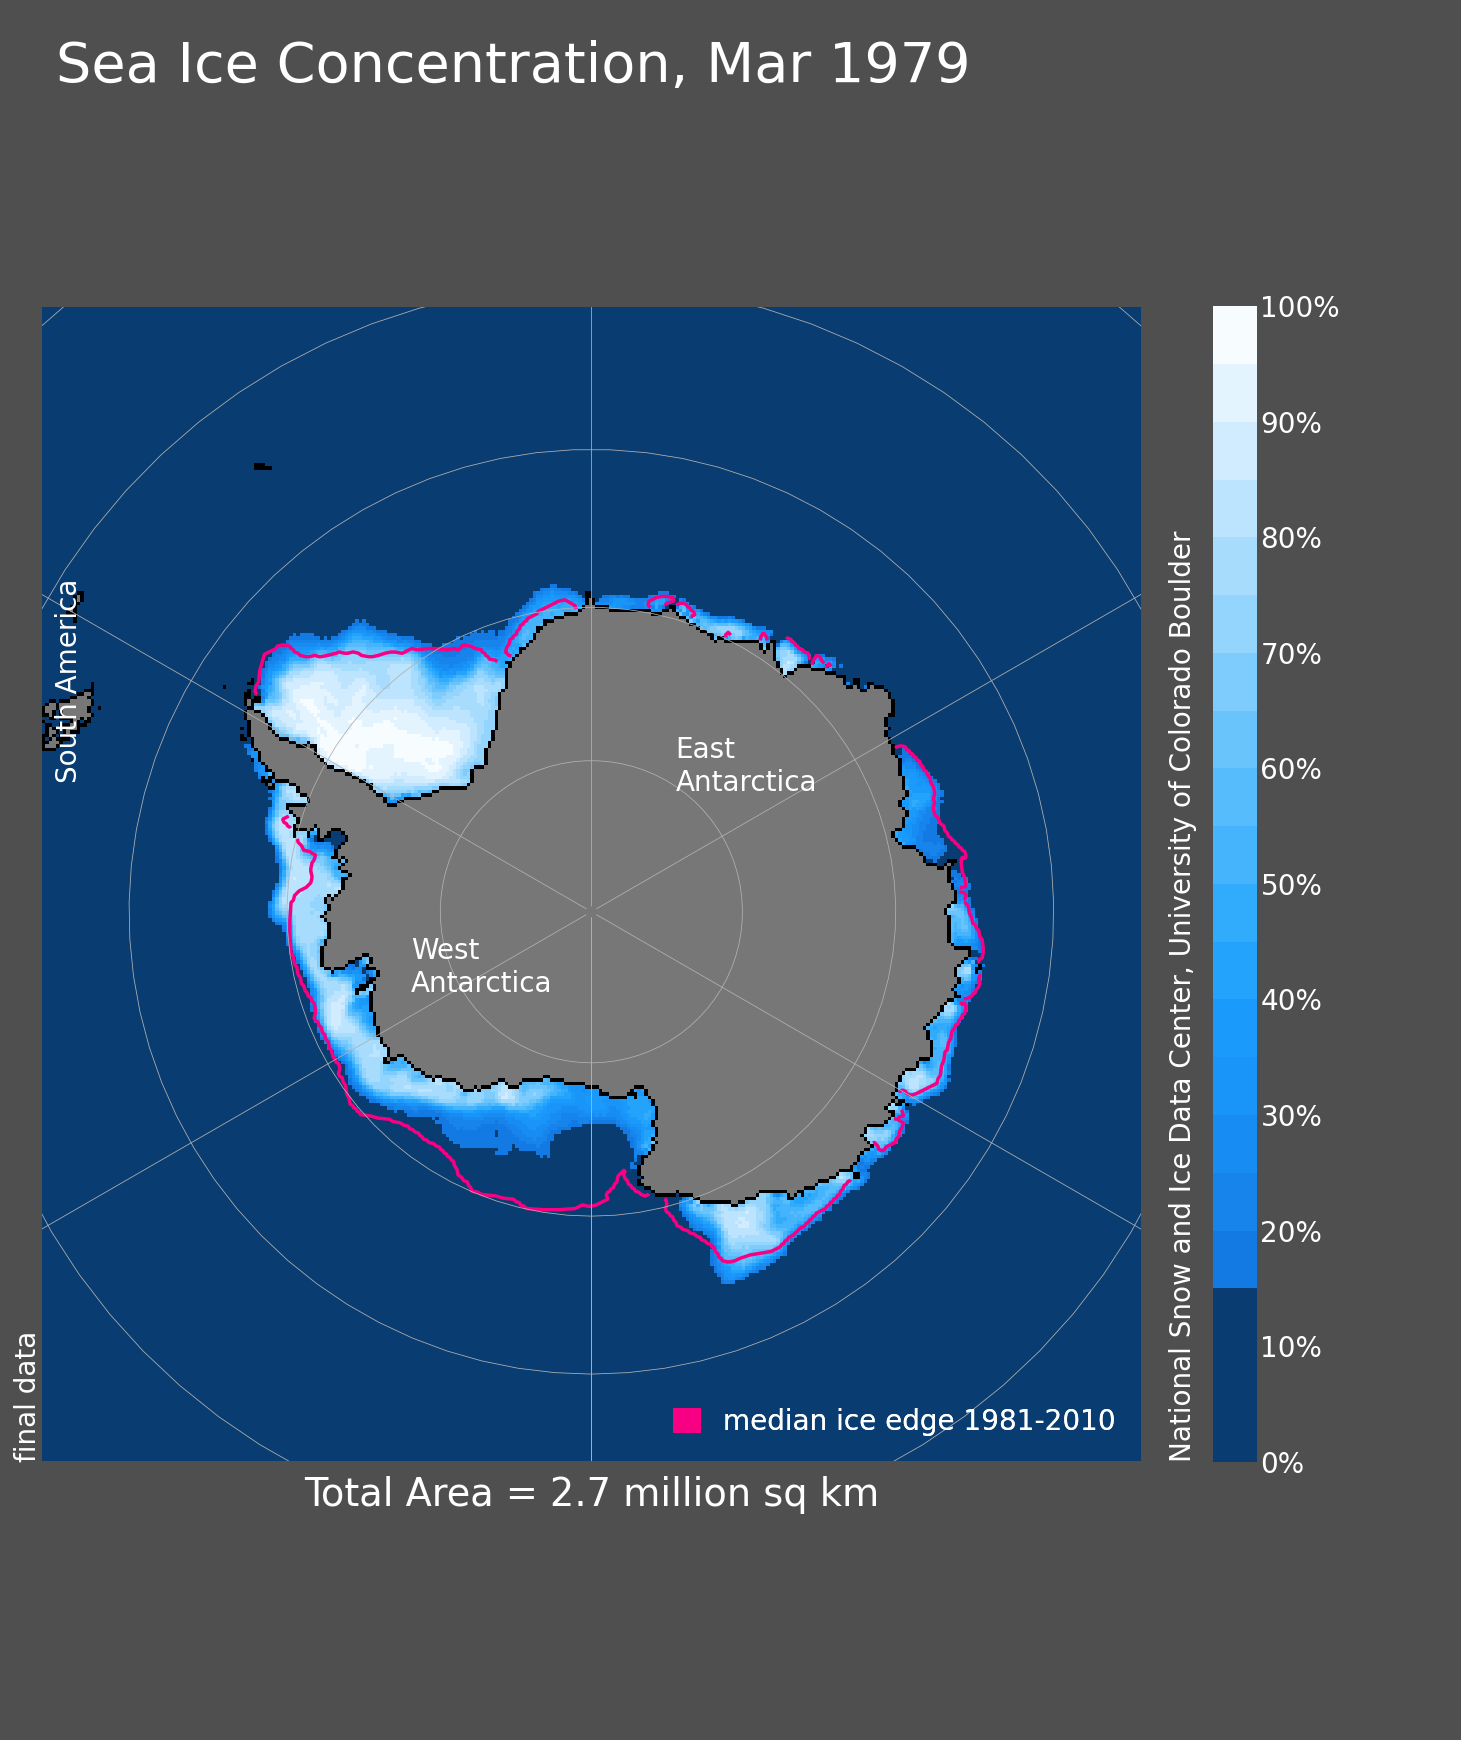 Sea Ice Concentration, Mar 1979
South America
East
Antarctica
West
Antarctica
median ice edge 1981-2010
final data
Total Area = 2.7 million sq km
National Snow and Ice Data Center, University of Colorado Boulder
100%
90%
80%
70%
60%
50%
40%
30%
20%
10%
0%